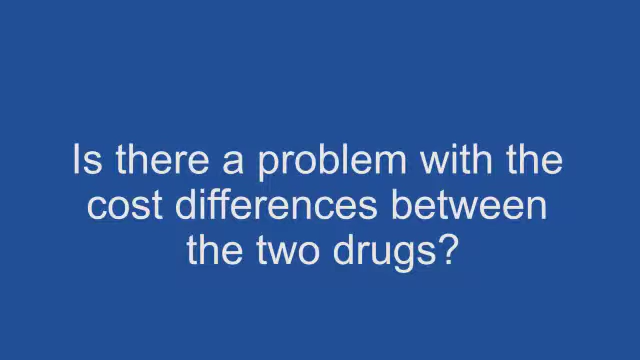 Is there a problem with the
cost differences between
the two drugs?